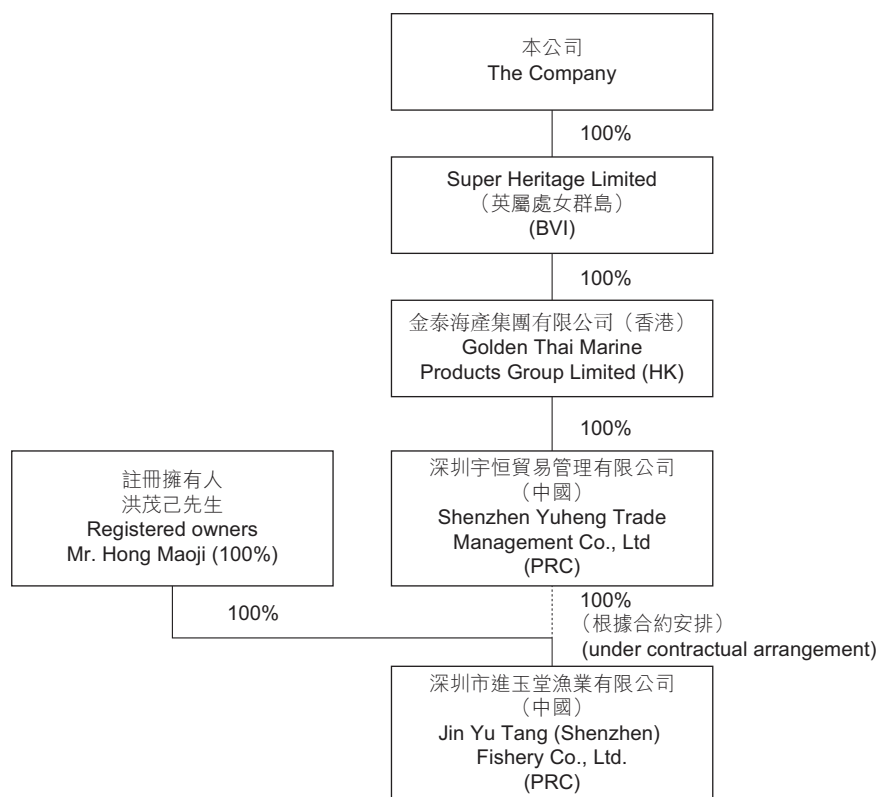 本公司
The Company
100%
Super Heritage Limited
（英屬處女群島）
(BVI)
100%
金泰海產集團有限公司（香港）
Golden Thai Marine
Products Group Limited (HK)
100%
註冊擁有人
洪茂己先生
Registered owners
Mr. Hong Maoji (100%)
深圳宇恒貿易管理有限公司
（中國）
Shenzhen Yuheng Trade
Management Co., Ltd
(PRC)
100%
100%
（根據合約安排）
(under contractual arrangement)
深圳市進玉堂漁業有限公司
（中國）
Jin Yu Tang (Shenzhen)
Fishery Co., Ltd.
(PRC)